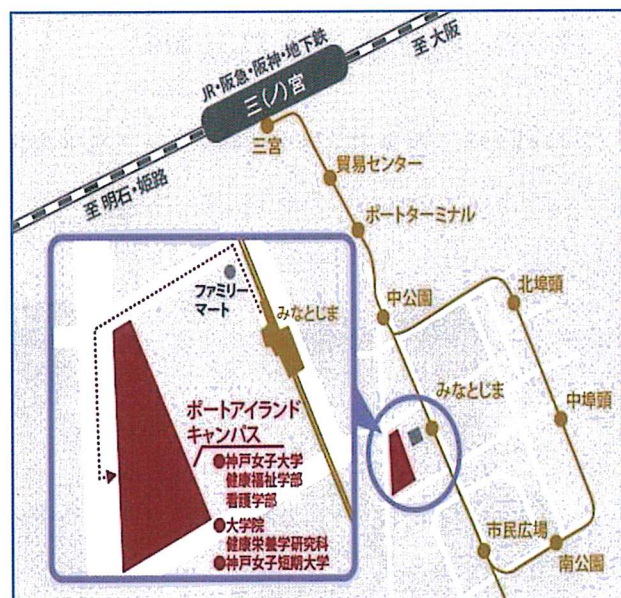 JR・阪急・阪神・地下鉄
三(ノ)宮
至 大阪
至 明石・姫路
三宮
貿易センター
ポートターミナル
中公園
北埠頭
みなとじま
中埠頭
市民広場
南公園
ファミリー
マート
みなとじま
ポートアイランド
キャンパス
●神戸女子大学
健康福祉学部
看護学部
●大学院
健康栄養学研究科
●神戸女子短期大学